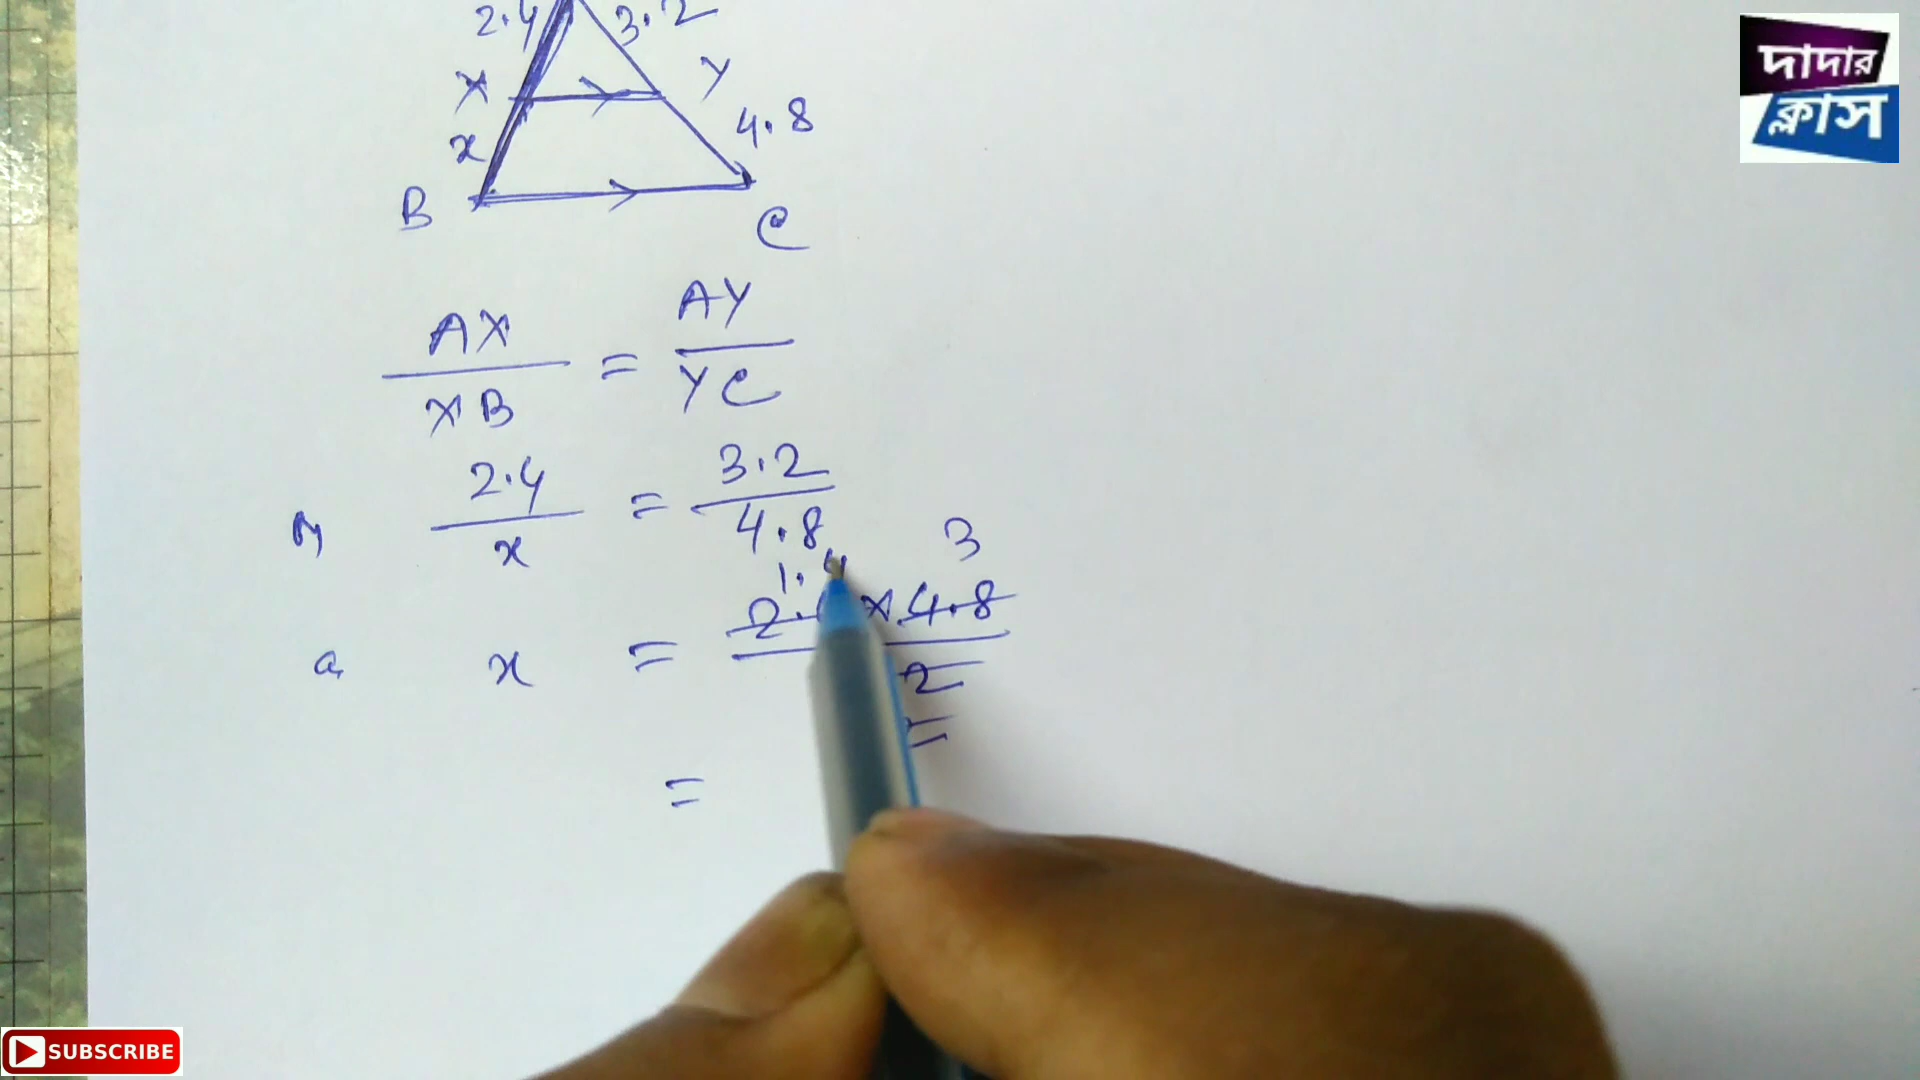 2.4 3.2
দাদার
ক্লাস
X Y
x 4.8
B C
AX / XB = AY / YC
2.4 / x = 3.2 / 4.8
1. 3
x = 2. × 4.8 / 2
=
SUBSCRIBE